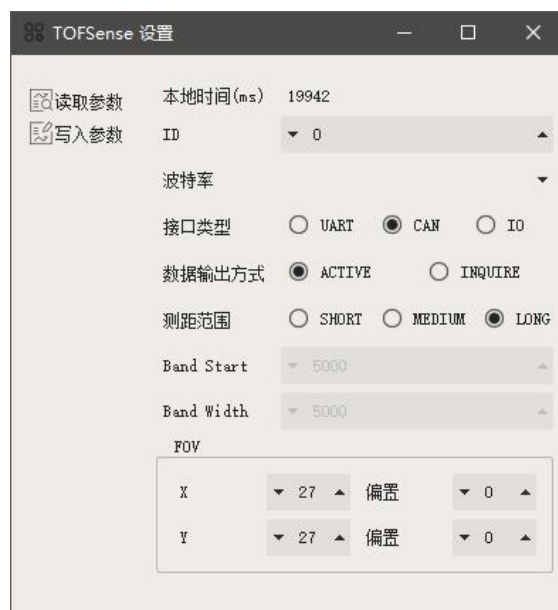 TOFSense 设置
读取参数
写入参数
本地时间(ms) 19942
ID 0
波特率
接口类型 UART CAN IO
数据输出方式 ACTIVE INQUIRE
测距范围 SHORT MEDIUM LONG
Band Start 5000
Band Width 5000
FOV
X 27 偏置 0
Y 27 偏置 0